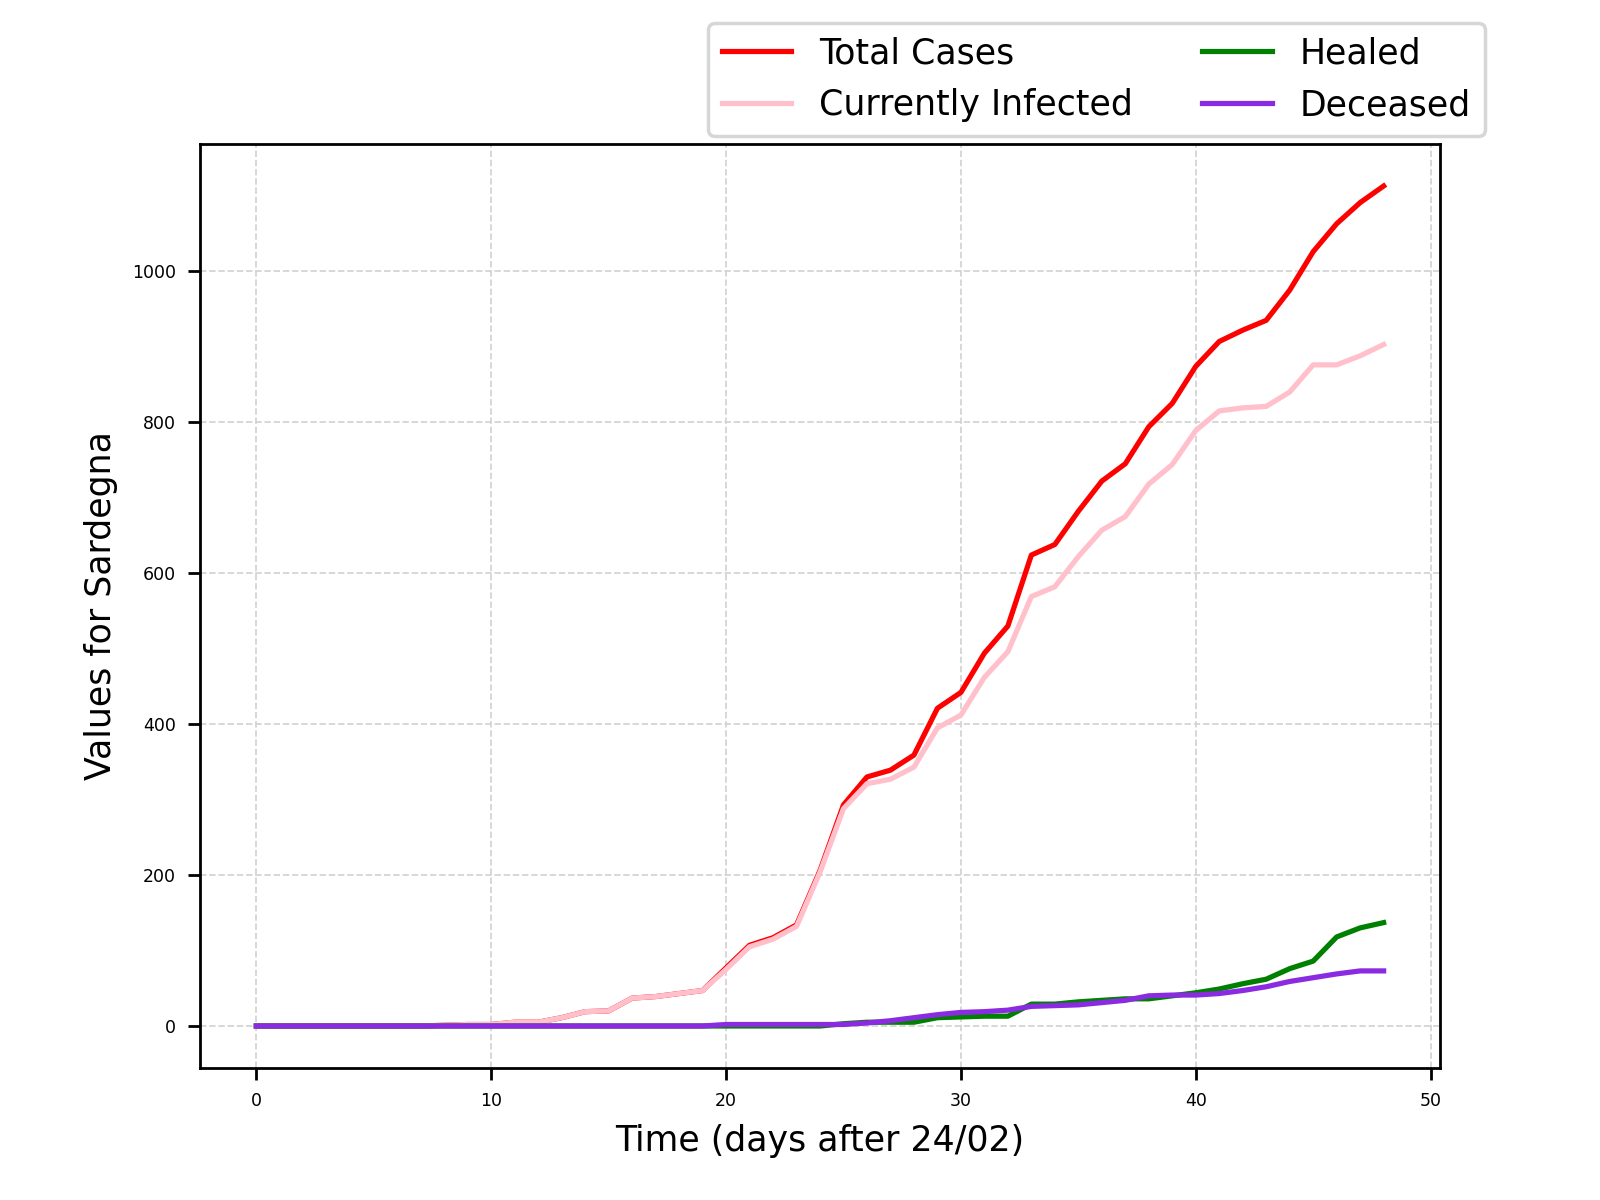 Total Cases
Currently Infected
Healed
Deceased
Values for Sardegna
1000
800
600
400
200
0
0 10 20 30 40 50
Time (days after 24/02)